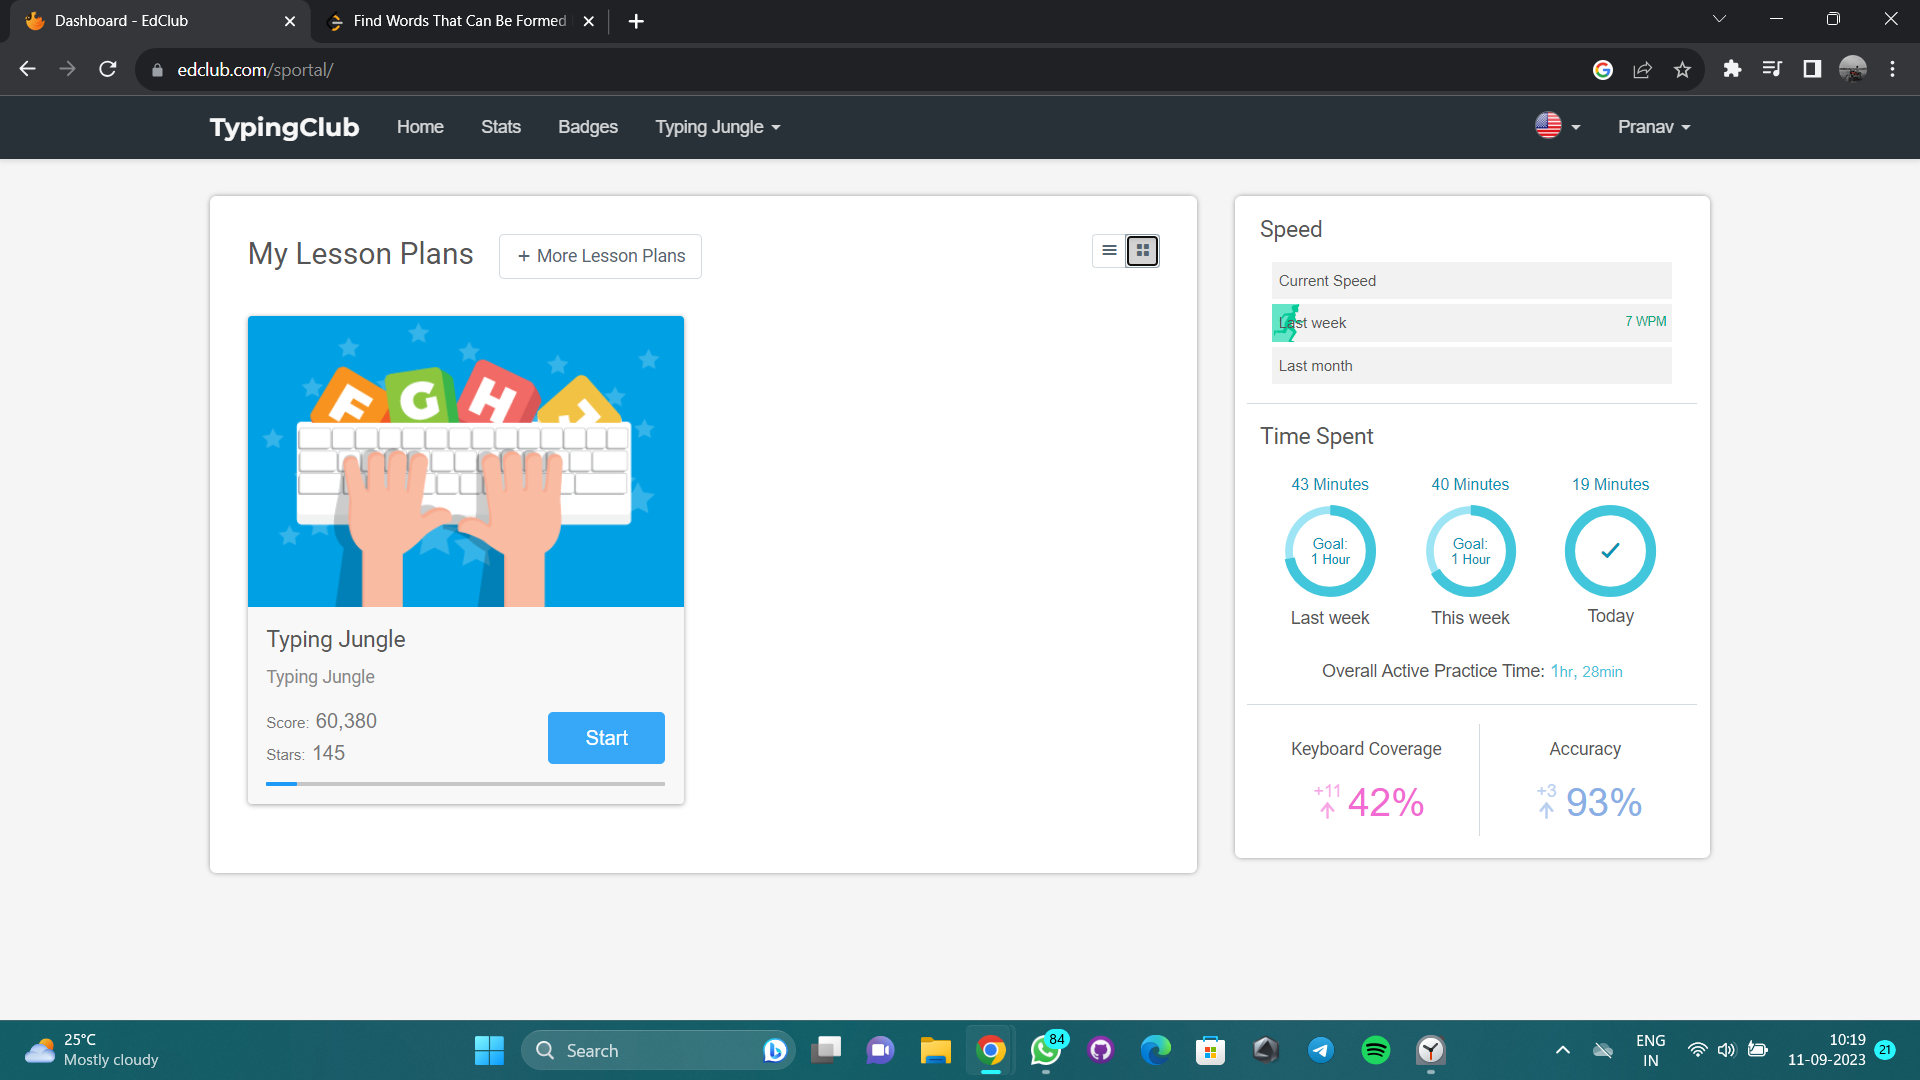 Dashboard - EdClub
Find Words That Can Be Formed
edclub.com/sportal/
TypingClub Home Stats Badges Typing Jungle Pranav
My Lesson Plans + More Lesson Plans
F G H J
Typing Jungle
Typing Jungle
Score: 60,380
Stars: 145
Start
Speed
Current Speed
Last week 7 WPM
Last month
Time Spent
43 Minutes 40 Minutes 19 Minutes
Goal: 1 Hour Goal: 1 Hour
Last week This week Today
Overall Active Practice Time: 1hr, 28min
Keyboard Coverage Accuracy
+11 42% +3 93%
25°C
Mostly cloudy
Search
84
ENG
IN
10:19
11-09-2023
21